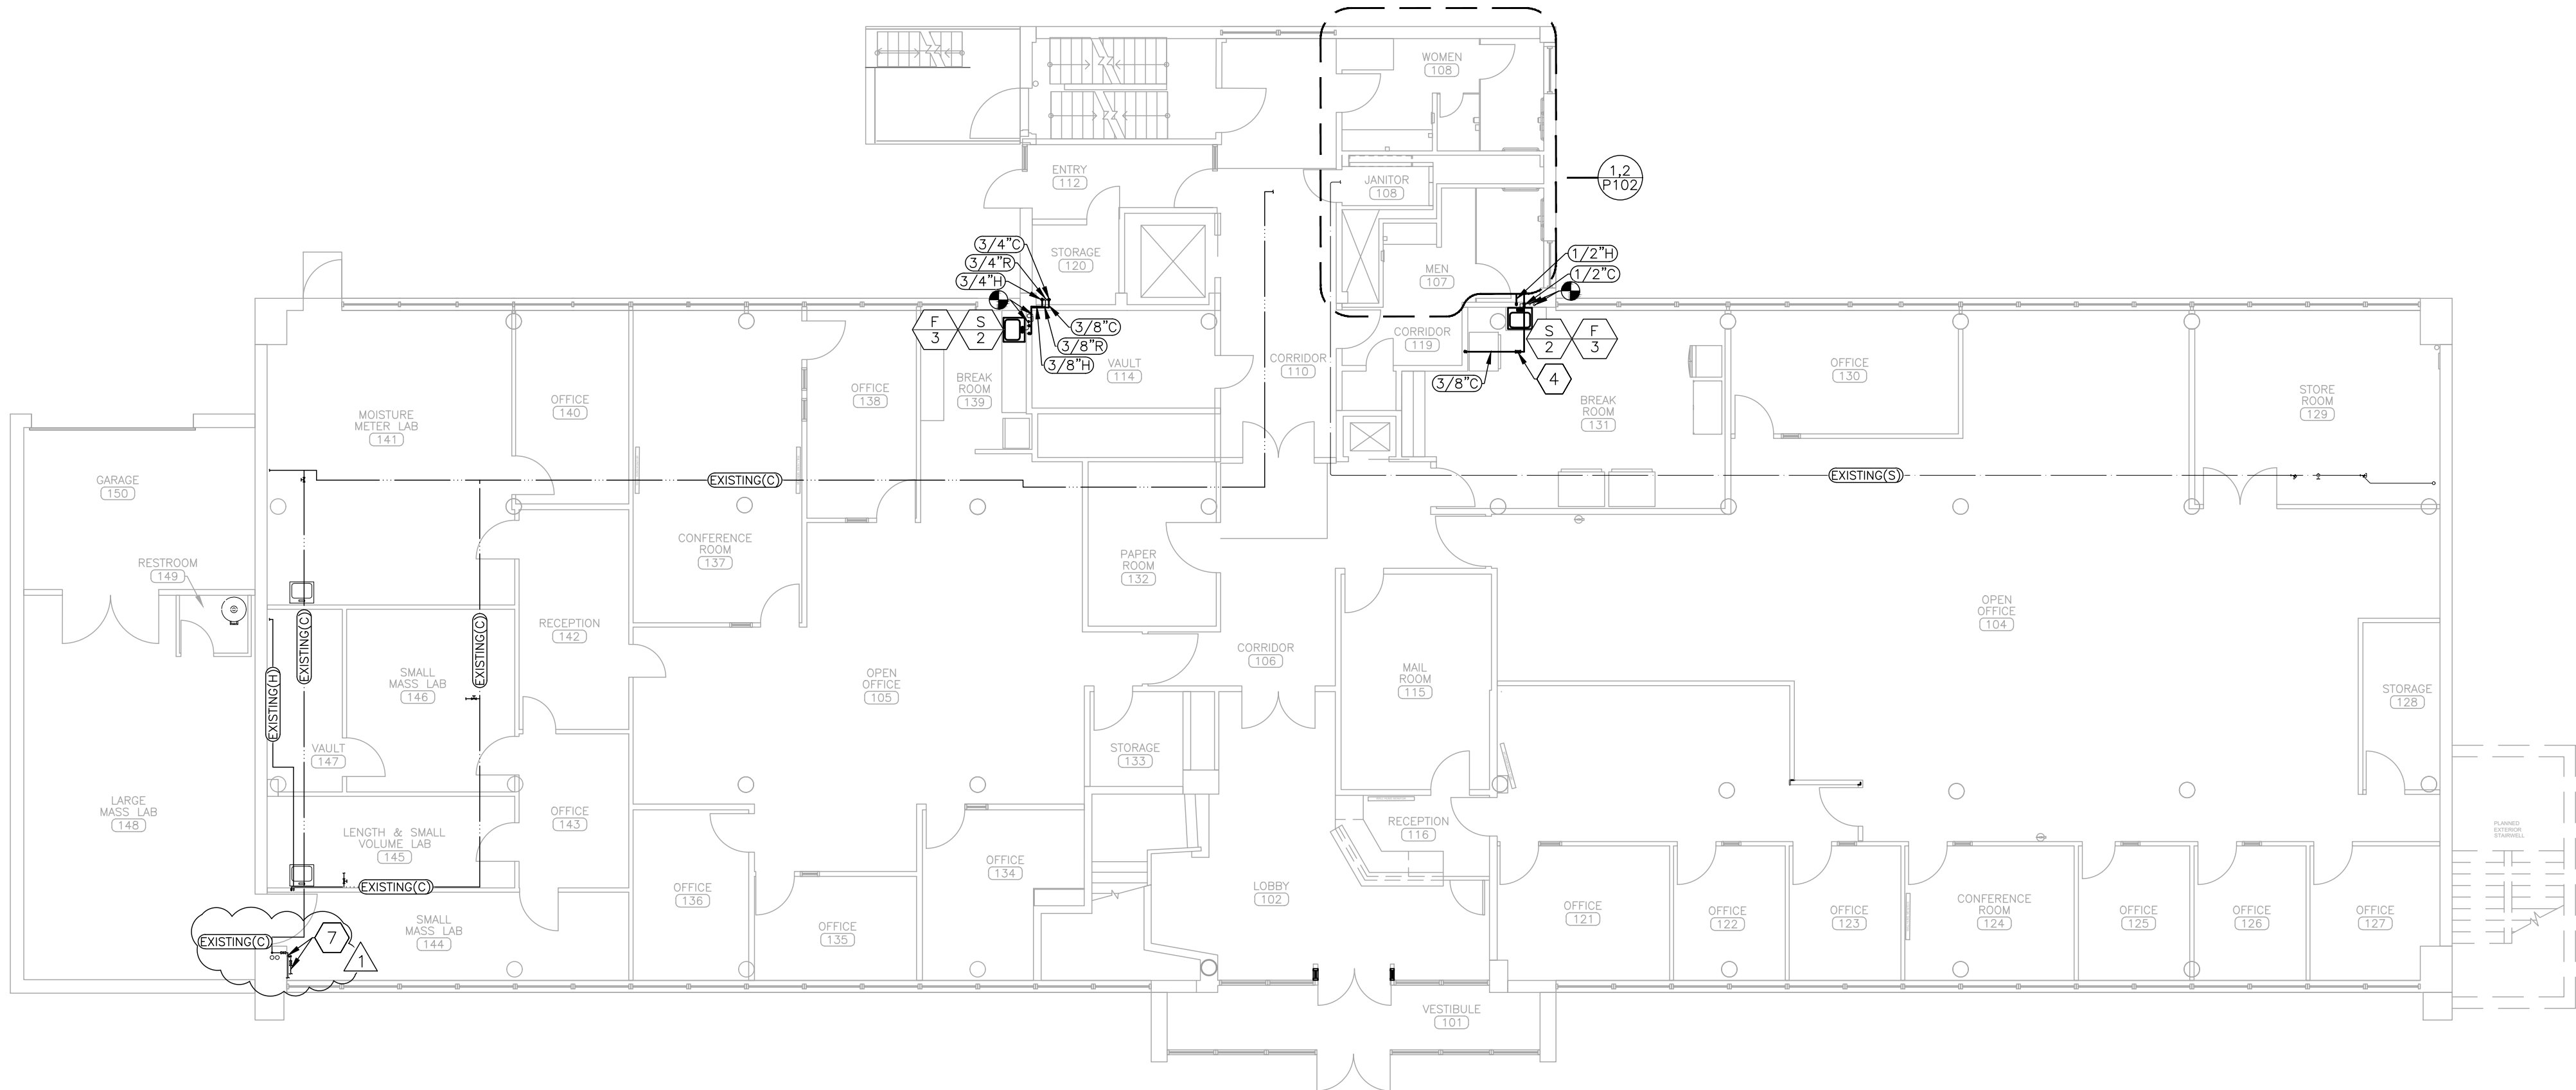 WOMEN
108
1,2
P102
ENTRY
112
JANITOR
108
STORAGE
120
3/4"C
3/4"R
3/4"H
MEN
107
1/2"H
1/2"C
F
3
S
2
3/8"C
3/8"R
3/8"H
VAULT
114
CORRIDOR
110
CORRIDOR
119
S
2
F
3
3/8"C
4
MOISTURE
METER LAB
141
OFFICE
140
OFFICE
138
BREAK
ROOM
139
BREAK
ROOM
131
OFFICE
130
STORE
ROOM
129
GARAGE
150
EXISTING(C)
EXISTING(S)
RESTROOM
149
CONFERENCE
ROOM
137
PAPER
ROOM
132
RECEPTION
142
EXISTING(C)
EXISTING(C)
EXISTING(H)
SMALL
MASS LAB
146
OPEN
OFFICE
105
CORRIDOR
106
MAIL
ROOM
115
OPEN
OFFICE
104
STORAGE
128
VAULT
147
STORAGE
133
LARGE
MASS LAB
148
LENGTH & SMALL
VOLUME LAB
145
OFFICE
143
RECEPTION
116
PLANNED
EXTERIOR
STAIRWELL
EXISTING(C)
OFFICE
136
OFFICE
134
LOBBY
102
OFFICE
121
OFFICE
122
OFFICE
123
CONFERENCE
ROOM
124
OFFICE
125
OFFICE
126
OFFICE
127
EXISTING(C)
7
1
SMALL
MASS LAB
144
OFFICE
135
VESTIBULE
101